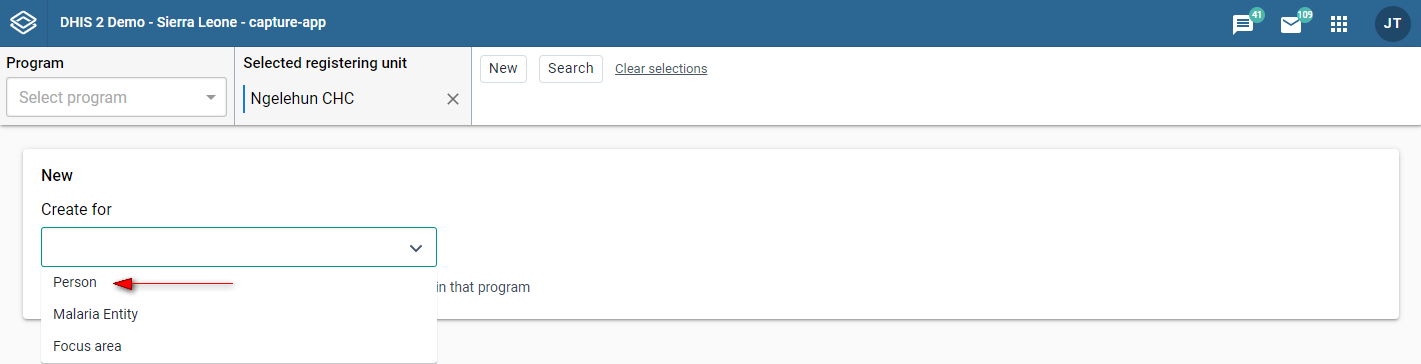 DHIS 2 Demo - Sierra Leone - capture-app
41
109
JT
Program
Select program
Selected registering unit
Ngelehun CHC
New
Search
Clear selections
New
Create for
Person
in that program
Malaria Entity
Focus area